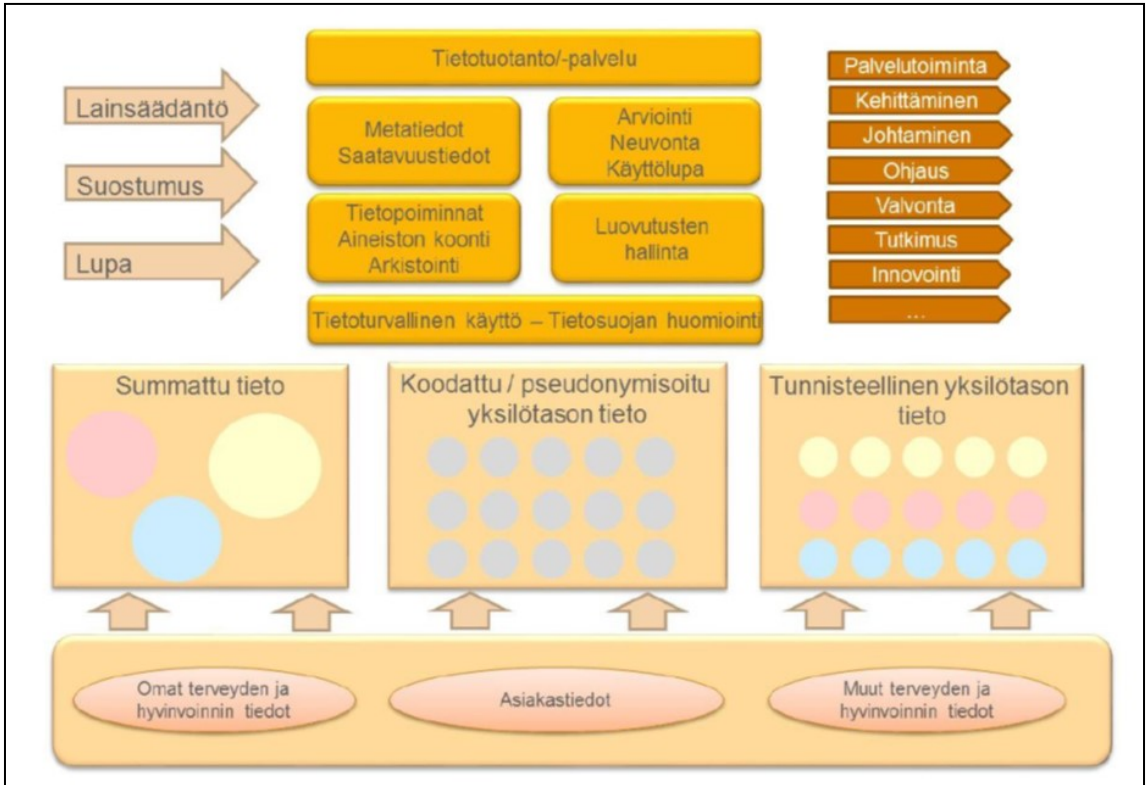 Lainsäädäntö
Suostumus
Lupa
Tietotuotanto/-palvelu
Metatiedot
Saatavuustiedot
Arviointi
Neuvonta
Käyttölupa
Tietopoiminnat
Aineiston koonti
Arkistointi
Luovutusten
hallinta
Tietoturvallinen käyttö – Tietosuojan huomiointi
Palvelutoiminta
Kehittäminen
Johtaminen
Ohjaus
Valvonta
Tutkimus
Innovointi
...
Summattu tieto
Koodattu / pseudonymisoitu
yksilötason tieto
Tunnisteellinen yksilötason
tieto
Omat terveyden ja
hyvinvoinnin tiedot
Asiakastiedot
Muut terveyden ja
hyvinvoinnin tiedot